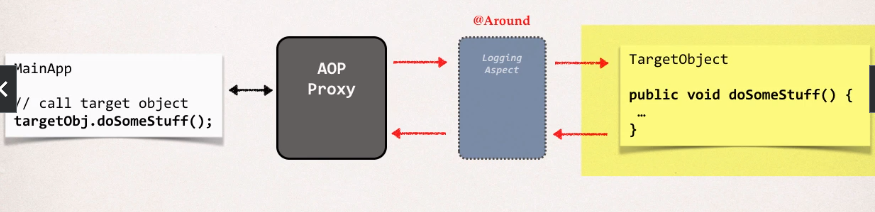 @Around
MainApp
// call target object
targetObj.doSomeStuff();
AOP
Proxy
Logging
Aspect
TargetObject
public void doSomeStuff() {
…
}